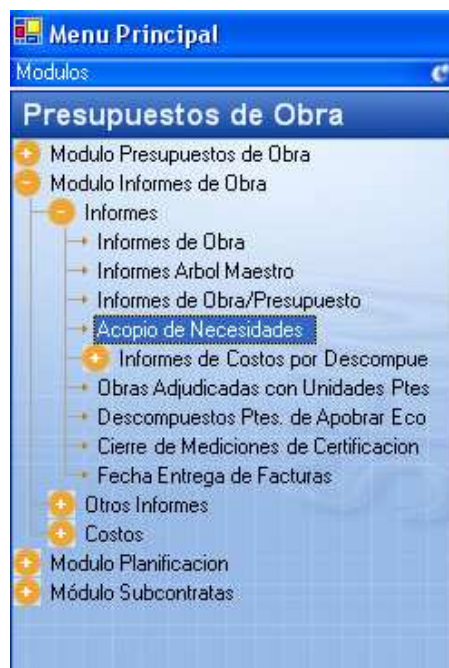 Menu Principal
Modulos
Presupuestos de Obra
Modulo Presupuestos de Obra
Modulo Informes de Obra
Informes
Informes de Obra
Informes Arbol Maestro
Informes de Obra/Presupuesto
Acopio de Necesidades
Informes de Costos por Descompue
Obras Adjudicadas con Unidades Ptes
Descompuestos Ptes. de Apobrar Eco
Cierre de Mediciones de Certificacion
Fecha Entrega de Facturas
Otros Informes
Costos
Modulo Planificacion
Módulo Subcontratas